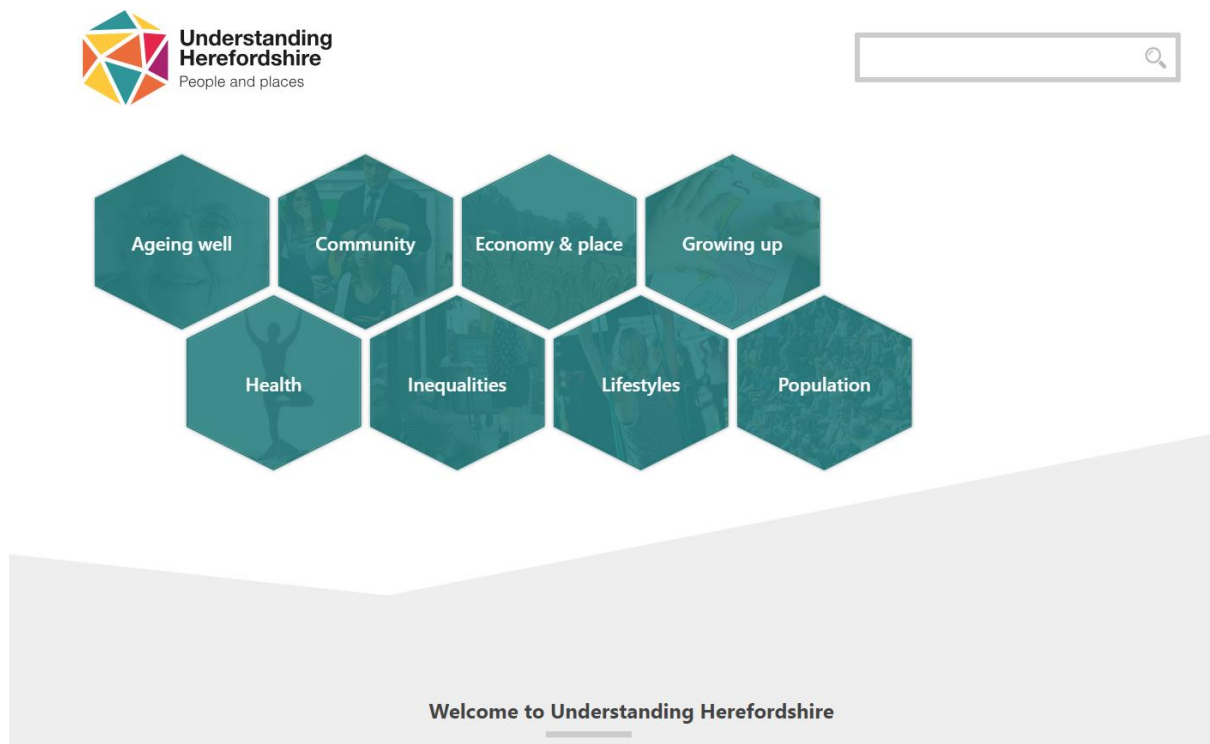 Understanding
Herefordshire
People and places
Ageing well
Community
Economy & place
Growing up
Health
Inequalities
Lifestyles
Population
Welcome to Understanding Herefordshire